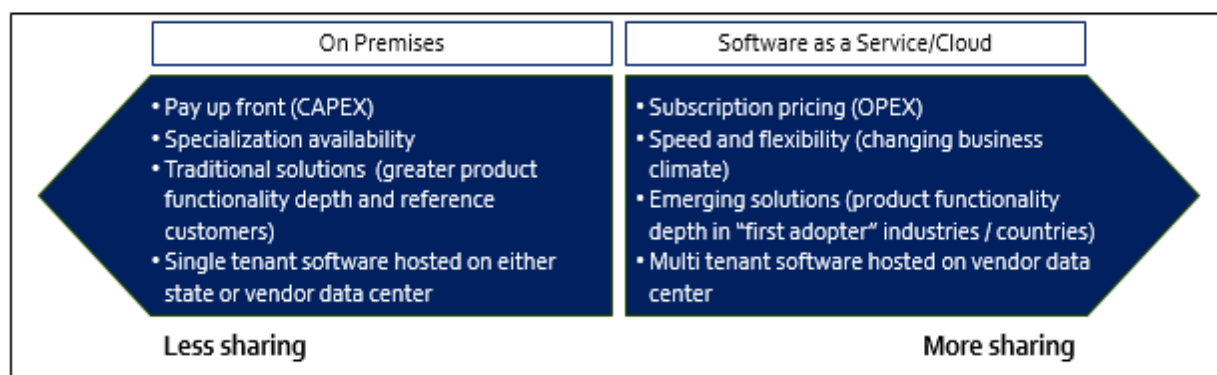 On Premises
• Pay up front (CAPEX)
• Specialization availability
• Traditional solutions (greater product
functionality depth and reference
customers)
• Single tenant software hosted on either
state or vendor data center
Less sharing
Software as a Service/Cloud
• Subscription pricing (OPEX)
• Speed and flexibility (changing business
climate)
• Emerging solutions (product functionality
depth in “first adopter” industries / countries)
• Multi tenant software hosted on vendor data
center
More sharing